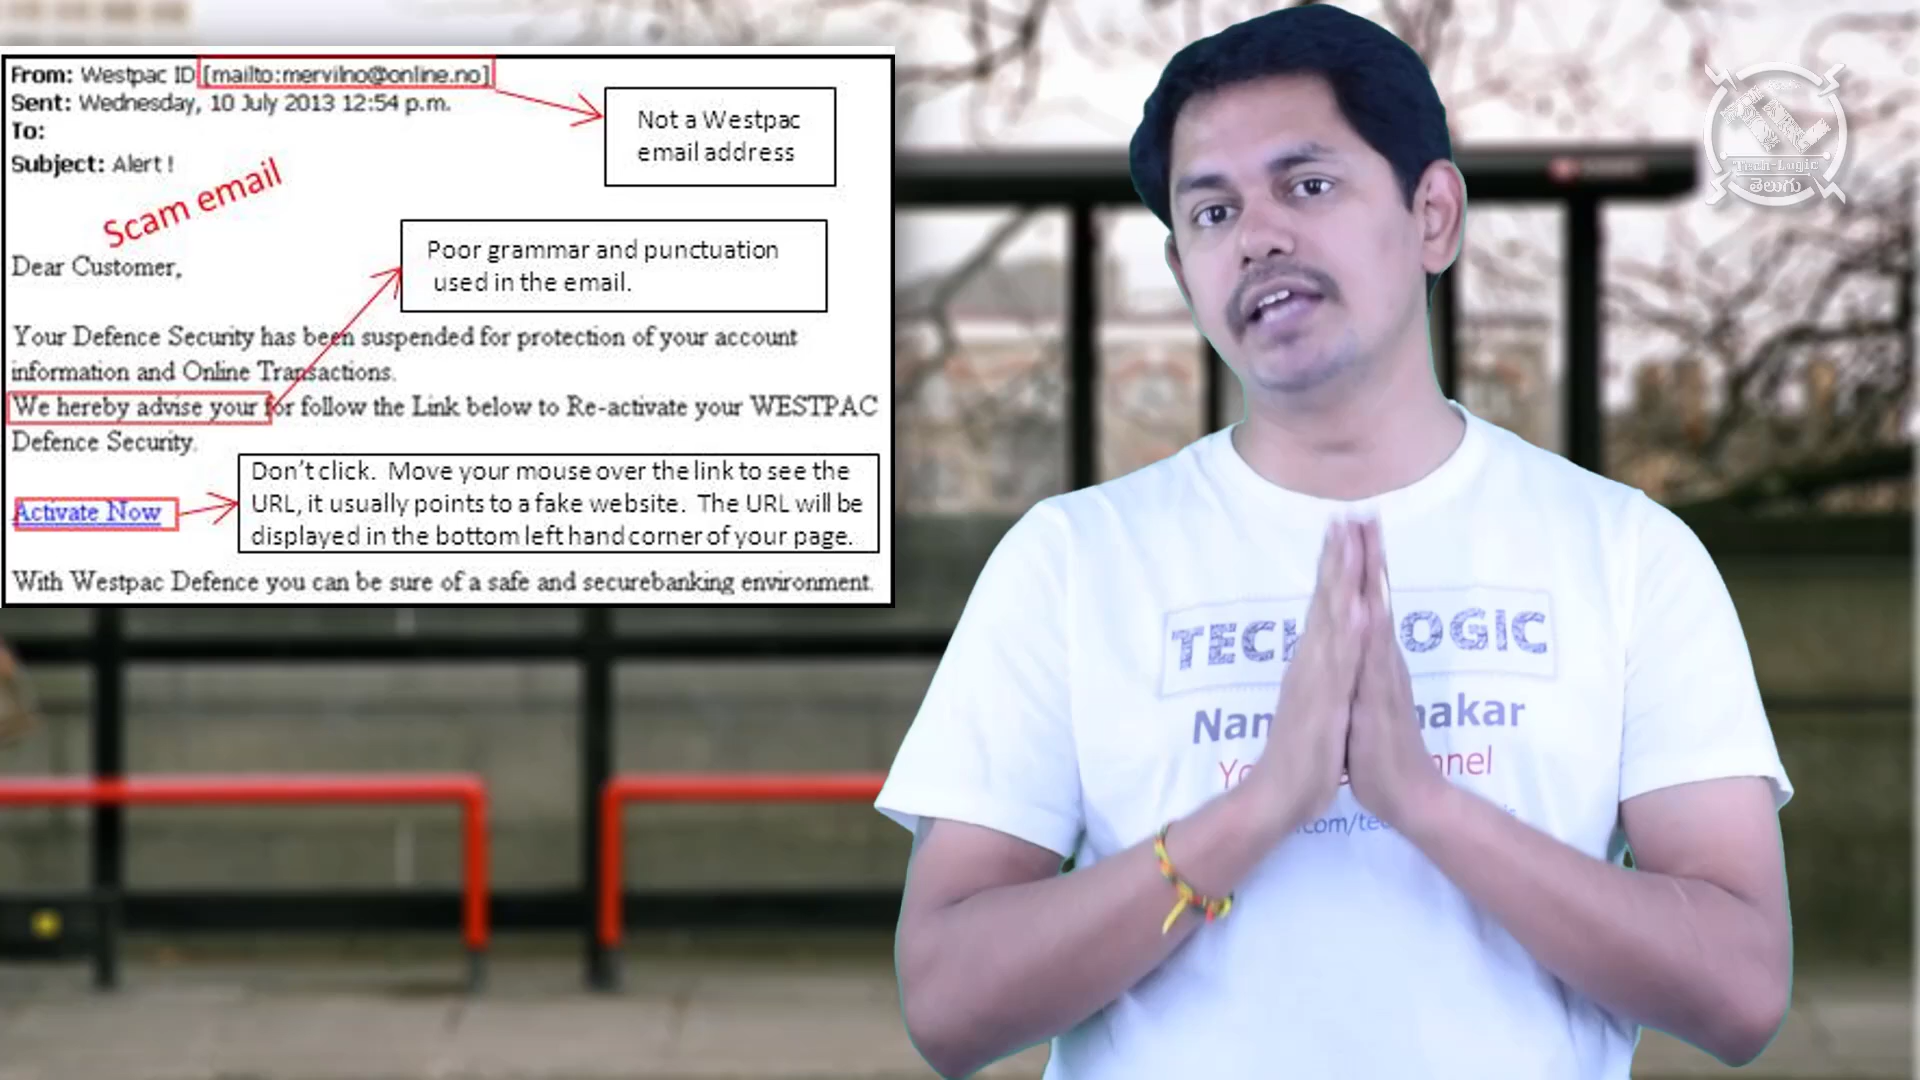 From: Westpac ID [mailto:mervilno@online.no]
Sent: Wednesday, 10 July 2013 12:54 p.m.
To:
Subject: Alert !
Not a Westpac
email address
Scam email
Dear Customer,
Poor grammar and punctuation
used in the email.
Your Defence Security has been suspended for protection of your account
information and Online Transactions.
We hereby advise your for follow the Link below to Re-activate your WESTPAC
Defence Security.
Activate Now
Don't click. Move your mouse over the link to see the
URL, it usually points to a fake website. The URL will be
displayed in the bottom left hand corner of your page.
With Westpac Defence you can be sure of a safe and securebanking environment.
Tech-Logic
తెలుగు
TECH OGIC